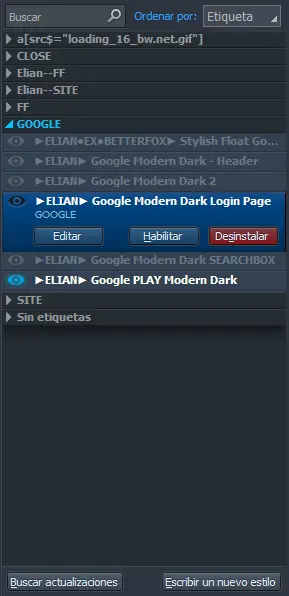 Buscar
Ordenar por: Etiqueta
a[src$="loading_16_bw.net.gif"]
CLOSE
Elian--FF
Elian--SITE
FF
GOOGLE
►ELIAN●EX●BETTERFOX► Stylish Float Go...
►ELIAN► Google Modern Dark - Header
►ELIAN► Google Modern Dark 2
►ELIAN► Google Modern Dark Login Page
GOOGLE
Editar Habilitar Desinstalar
►ELIAN► Google Modern Dark SEARCHBOX
►ELIAN► Google PLAY Modern Dark
SITE
Sin etiquetas
Buscar actualizaciones Escribir un nuevo estilo